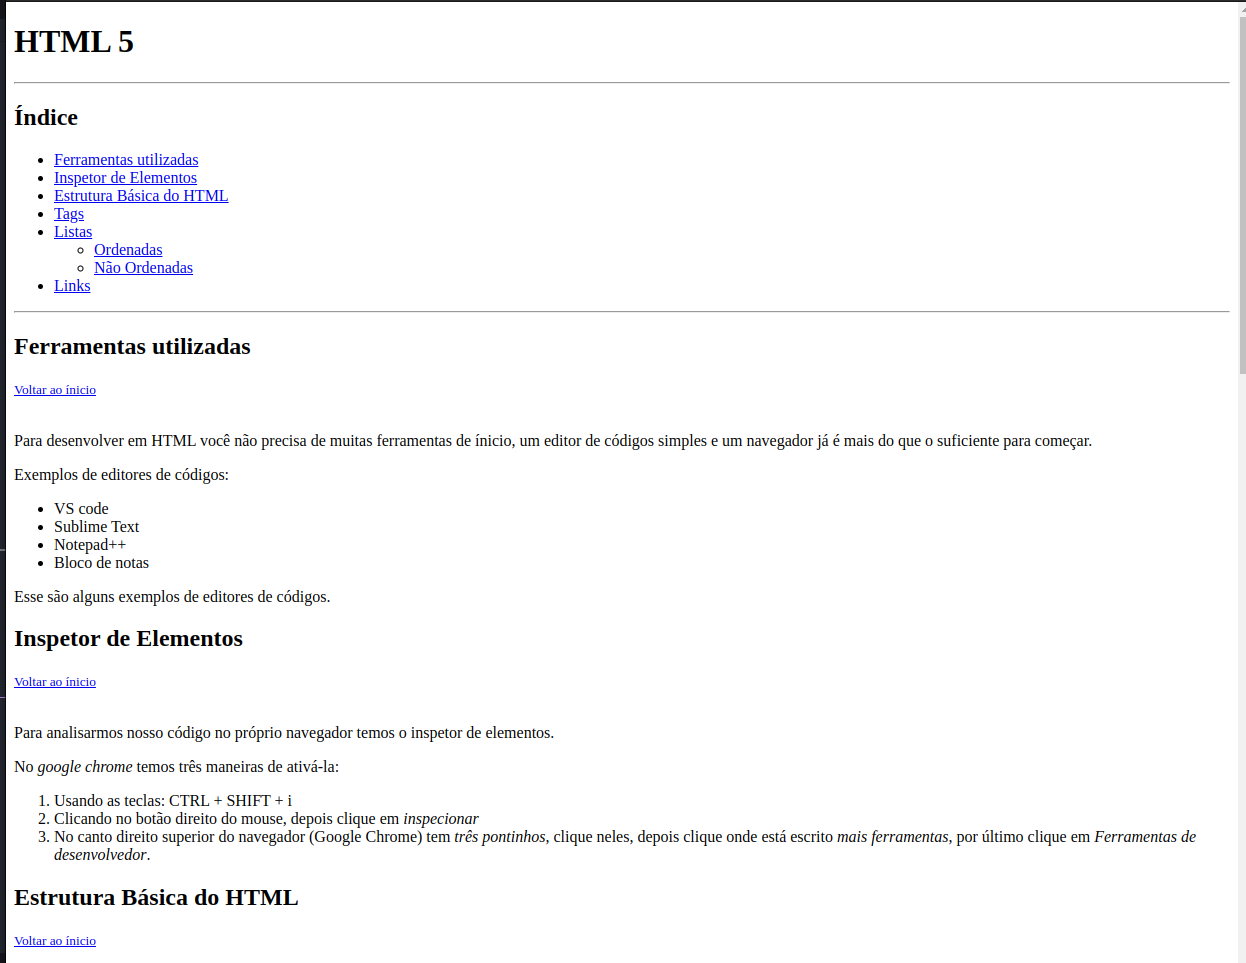 HTML 5
Índice
Ferramentas utilizadas
Inspetor de Elementos
Estrutura Básica do HTML
Tags
Listas
Ordenadas
Não Ordenadas
Links
Ferramentas utilizadas
Voltar ao ínicio
Para desenvolver em HTML você não precisa de muitas ferramentas de ínicio, um editor de códigos simples e um navegador já é mais do que o suficiente para começar.
Exemplos de editores de códigos:
VS code
Sublime Text
Notepad++
Bloco de notas
Esse são alguns exemplos de editores de códigos.
Inspetor de Elementos
Voltar ao ínicio
Para analisarmos nosso código no próprio navegador temos o inspetor de elementos.
No google chrome temos três maneiras de ativá-la:
1. Usando as teclas: CTRL + SHIFT + i
2. Clicando no botão direito do mouse, depois clique em inspecionar
3. No canto direito superior do navegador (Google Chrome) tem três pontinhos, clique neles, depois clique onde está escrito mais ferramentas, por último clique em Ferramentas de
desenvolvedor.
Estrutura Básica do HTML
Voltar ao ínicio